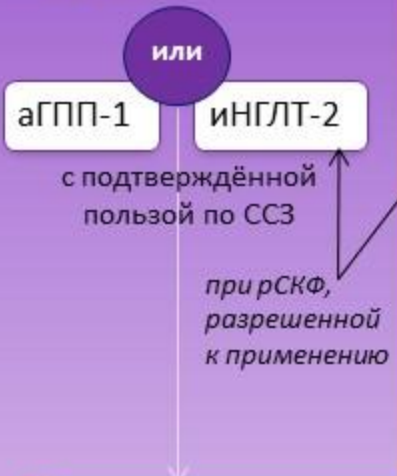 или
аГПП-1 иНГЛТ-2
с подтверждённой
пользой по ССЗ
при рСКФ,
разрешенной
к применению